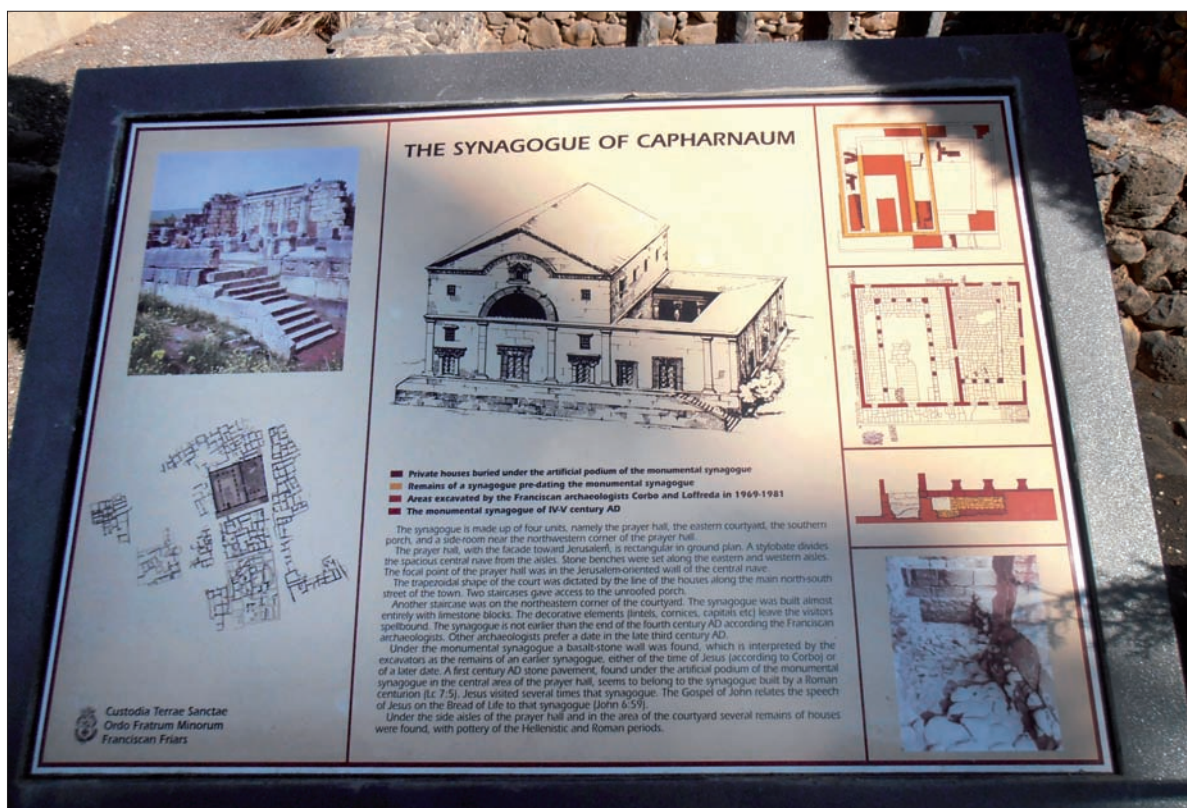 THE SYNAGOGUE OF CAPHARNAUM
Private houses buried under the artificial podium of the monumental synagogue
Remains of a synagogue pre-dating the monumental synagogue
Areas excavated by the Franciscan archaeologists Corbo and Loffreda in 1969-1981
The monumental synagogue of IV-V century AD
The synagogue is made up of four units, namely the prayer hall, the eastern courtyard, the southern
porch, and a side-room near the northwestern corner of the prayer hall.
The prayer hall, with the facade toward Jerusalem, is rectangular in ground plan. A stylobate divides
the spacious central nave from the aisles. Stone benches were set along the eastern and western aisles.
The focal point of the prayer hall was in the Jerusalem-oriented wall of the central nave.
The trapezoidal shape of the court was dictated by the line of the houses along the main north-south
street of the town. Two staircases gave access to the unroofed porch.
Another staircase was on the northeastern corner of the courtyard. The synagogue was built almost
entirely with limestone blocks. The decorative elements (lintels, cornices, capitals etc) leave the visitors
spellbound. The synagogue is not earlier than the end of the fourth century AD according the Franciscan
archaeologists. Other archaeologists prefer a date in the late third century AD.
Under the monumental synagogue a basalt-stone wall was found, which is interpreted by the
excavators as the remains of an earlier synagogue, either of the time of Jesus (according to Corbo) or
of a later date. A first century AD stone pavement, found under the artificial podium of the monumental
synagogue in the central area of the prayer hall, seems to belong to the synagogue built by a Roman
centurion (Lc 7:5). Jesus visited several times that synagogue. The Gospel of John relates the speech
of Jesus on the Bread of Life to that synagogue (John 6:59).
Under the side aisles of the prayer hall and in the area of the courtyard several remains of houses
were found, with pottery of the Hellenistic and Roman periods.
Custodia Terrae Sanctae
Ordo Fratrum Minorum
Franciscan Friars